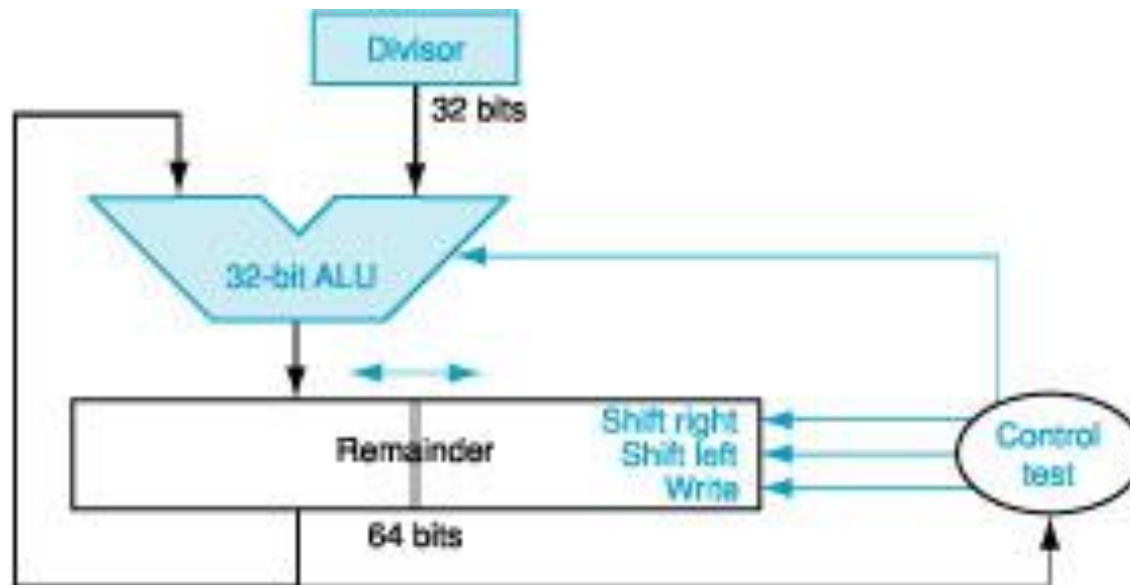 Divisor
32 bits
32-bit ALU
Shift right
Remainder
Shift left
Write
64 bits
Control
test